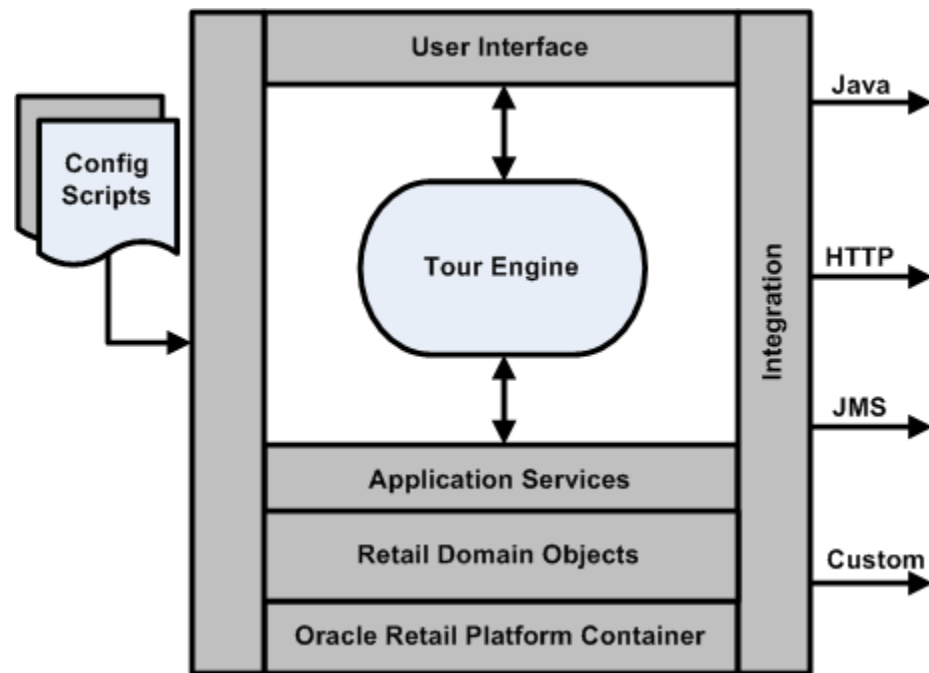 User Interface
Config
Scripts
Tour Engine
Integration
Java
HTTP
JMS
Custom
Application Services
Retail Domain Objects
Oracle Retail Platform Container